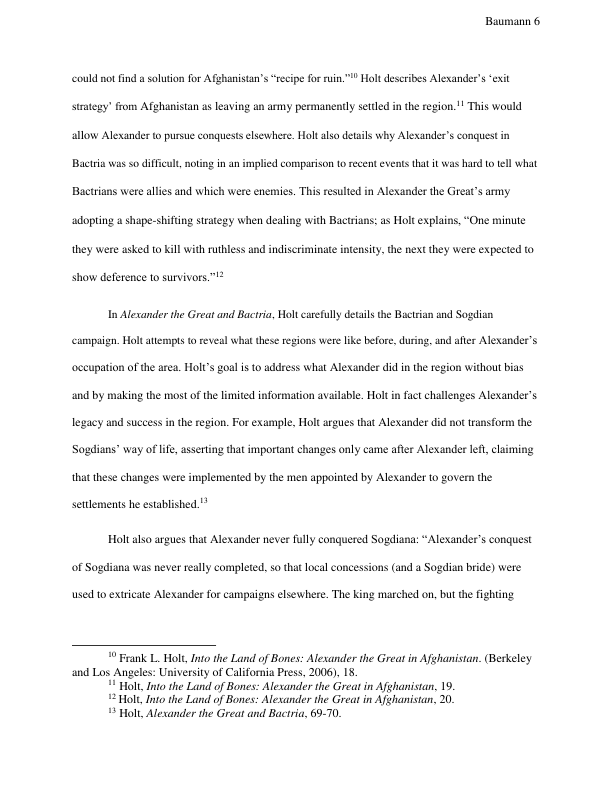 Baumann 6
could not find a solution for Afghanistan’s “recipe for ruin.”10 Holt describes Alexander’s ‘exit
strategy’ from Afghanistan as leaving an army permanently settled in the region.11 This would
allow Alexander to pursue conquests elsewhere. Holt also details why Alexander’s conquest in
Bactria was so difficult, noting in an implied comparison to recent events that it was hard to tell what
Bactrians were allies and which were enemies. This resulted in Alexander the Great’s army
adopting a shape-shifting strategy when dealing with Bactrians; as Holt explains, “One minute
they were asked to kill with ruthless and indiscriminate intensity, the next they were expected to
show deference to survivors.”12
In Alexander the Great and Bactria, Holt carefully details the Bactrian and Sogdian
campaign. Holt attempts to reveal what these regions were like before, during, and after Alexander’s
occupation of the area. Holt’s goal is to address what Alexander did in the region without bias
and by making the most of the limited information available. Holt in fact challenges Alexander’s
legacy and success in the region. For example, Holt argues that Alexander did not transform the
Sogdians’ way of life, asserting that important changes only came after Alexander left, claiming
that these changes were implemented by the men appointed by Alexander to govern the
settlements he established.13
Holt also argues that Alexander never fully conquered Sogdiana: “Alexander’s conquest
of Sogdiana was never really completed, so that local concessions (and a Sogdian bride) were
used to extricate Alexander for campaigns elsewhere. The king marched on, but the fighting
10 Frank L. Holt, Into the Land of Bones: Alexander the Great in Afghanistan. (Berkeley
and Los Angeles: University of California Press, 2006), 18.
11 Holt, Into the Land of Bones: Alexander the Great in Afghanistan, 19.
12 Holt, Into the Land of Bones: Alexander the Great in Afghanistan, 20.
13 Holt, Alexander the Great and Bactria, 69-70.